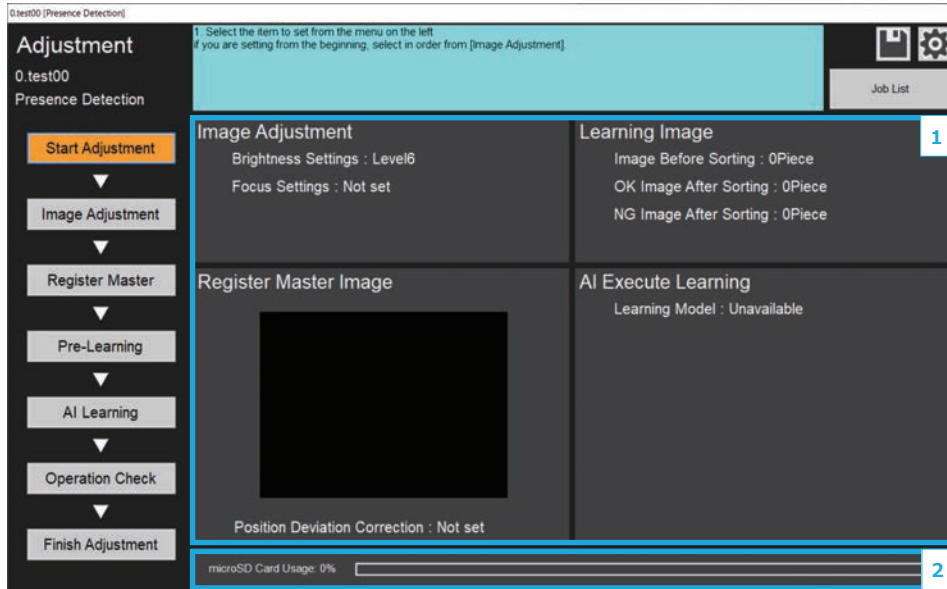 0.test00 [Presence Detection]
Adjustment
0.test00
Presence Detection
1. Select the item to set from the menu on the left
if you are setting from the beginning, select in order from [Image Adjustment].
Job List
Start Adjustment
Image Adjustment
Register Master
Pre-Learning
AI Learning
Operation Check
Finish Adjustment
Image Adjustment
Brightness Settings : Level6
Focus Settings : Not set
Learning Image
1
Image Before Sorting : 0Piece
OK Image After Sorting : 0Piece
NG Image After Sorting : 0Piece
Register Master Image
Position Deviation Correction : Not set
AI Execute Learning
Learning Model : Unavailable
microSD Card Usage: 0%
2